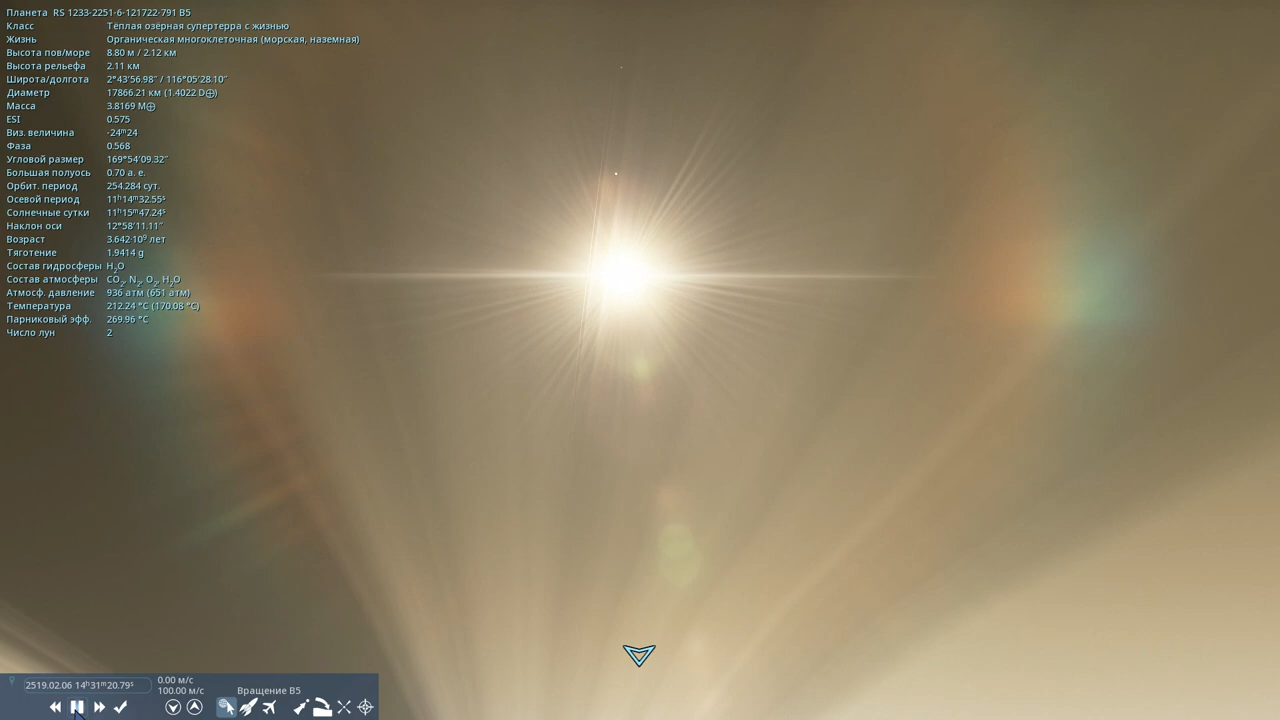 Планета RS 1233-2251-6-121722-791 B5
Класс Тёплая озёрная супертерра с жизнью
Жизнь Органическая многоклеточная (морская, наземная)
Высота пов/море 8.80 м / 2.12 км
Высота рельефа 2.11 км
Широта/долгота 2°43'56.98" / 116°05'28.10"
Диаметр 17866.21 км (1.4022 D⊕)
Масса 3.8169 M⊕
ESI 0.575
Виз. величина -24ᵐ24
Фаза 0.568
Угловой размер 169°54'09.32"
Большая полуось 0.70 а. е.
Орбит. период 254.284 сут.
Осевой период 11ʰ14ᵐ32.55ˢ
Солнечные сутки 11ʰ15ᵐ47.24ˢ
Наклон оси 12°58'11.11"
Возраст 3.642·10⁹ лет
Тяготение 1.9414 g
Состав гидросферы H₂O
Состав атмосферы CO₂, N₂, O₂, H₂O
Атмосф. давление 936 атм (651 атм)
Температура 212.24 °C (170.08 °C)
Парниковый эфф. 269.96 °C
Число лун 2
2519.02.06 14ʰ31ᵐ20.79ˢ
0.00 м/с
100.00 м/с
Вращение B5